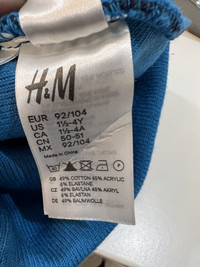 H&M
EUR 92/104
US 1½-4Y
CA 1½-4A
CN 50-51
MX 92/104
Made in China
GB 49% COTTON 45% ACRYLIC
6% ELASTANE
CZ 49% BAVLNA 45% AKRYL
6% ELASTAN
DE 49% BAUMWOLLE